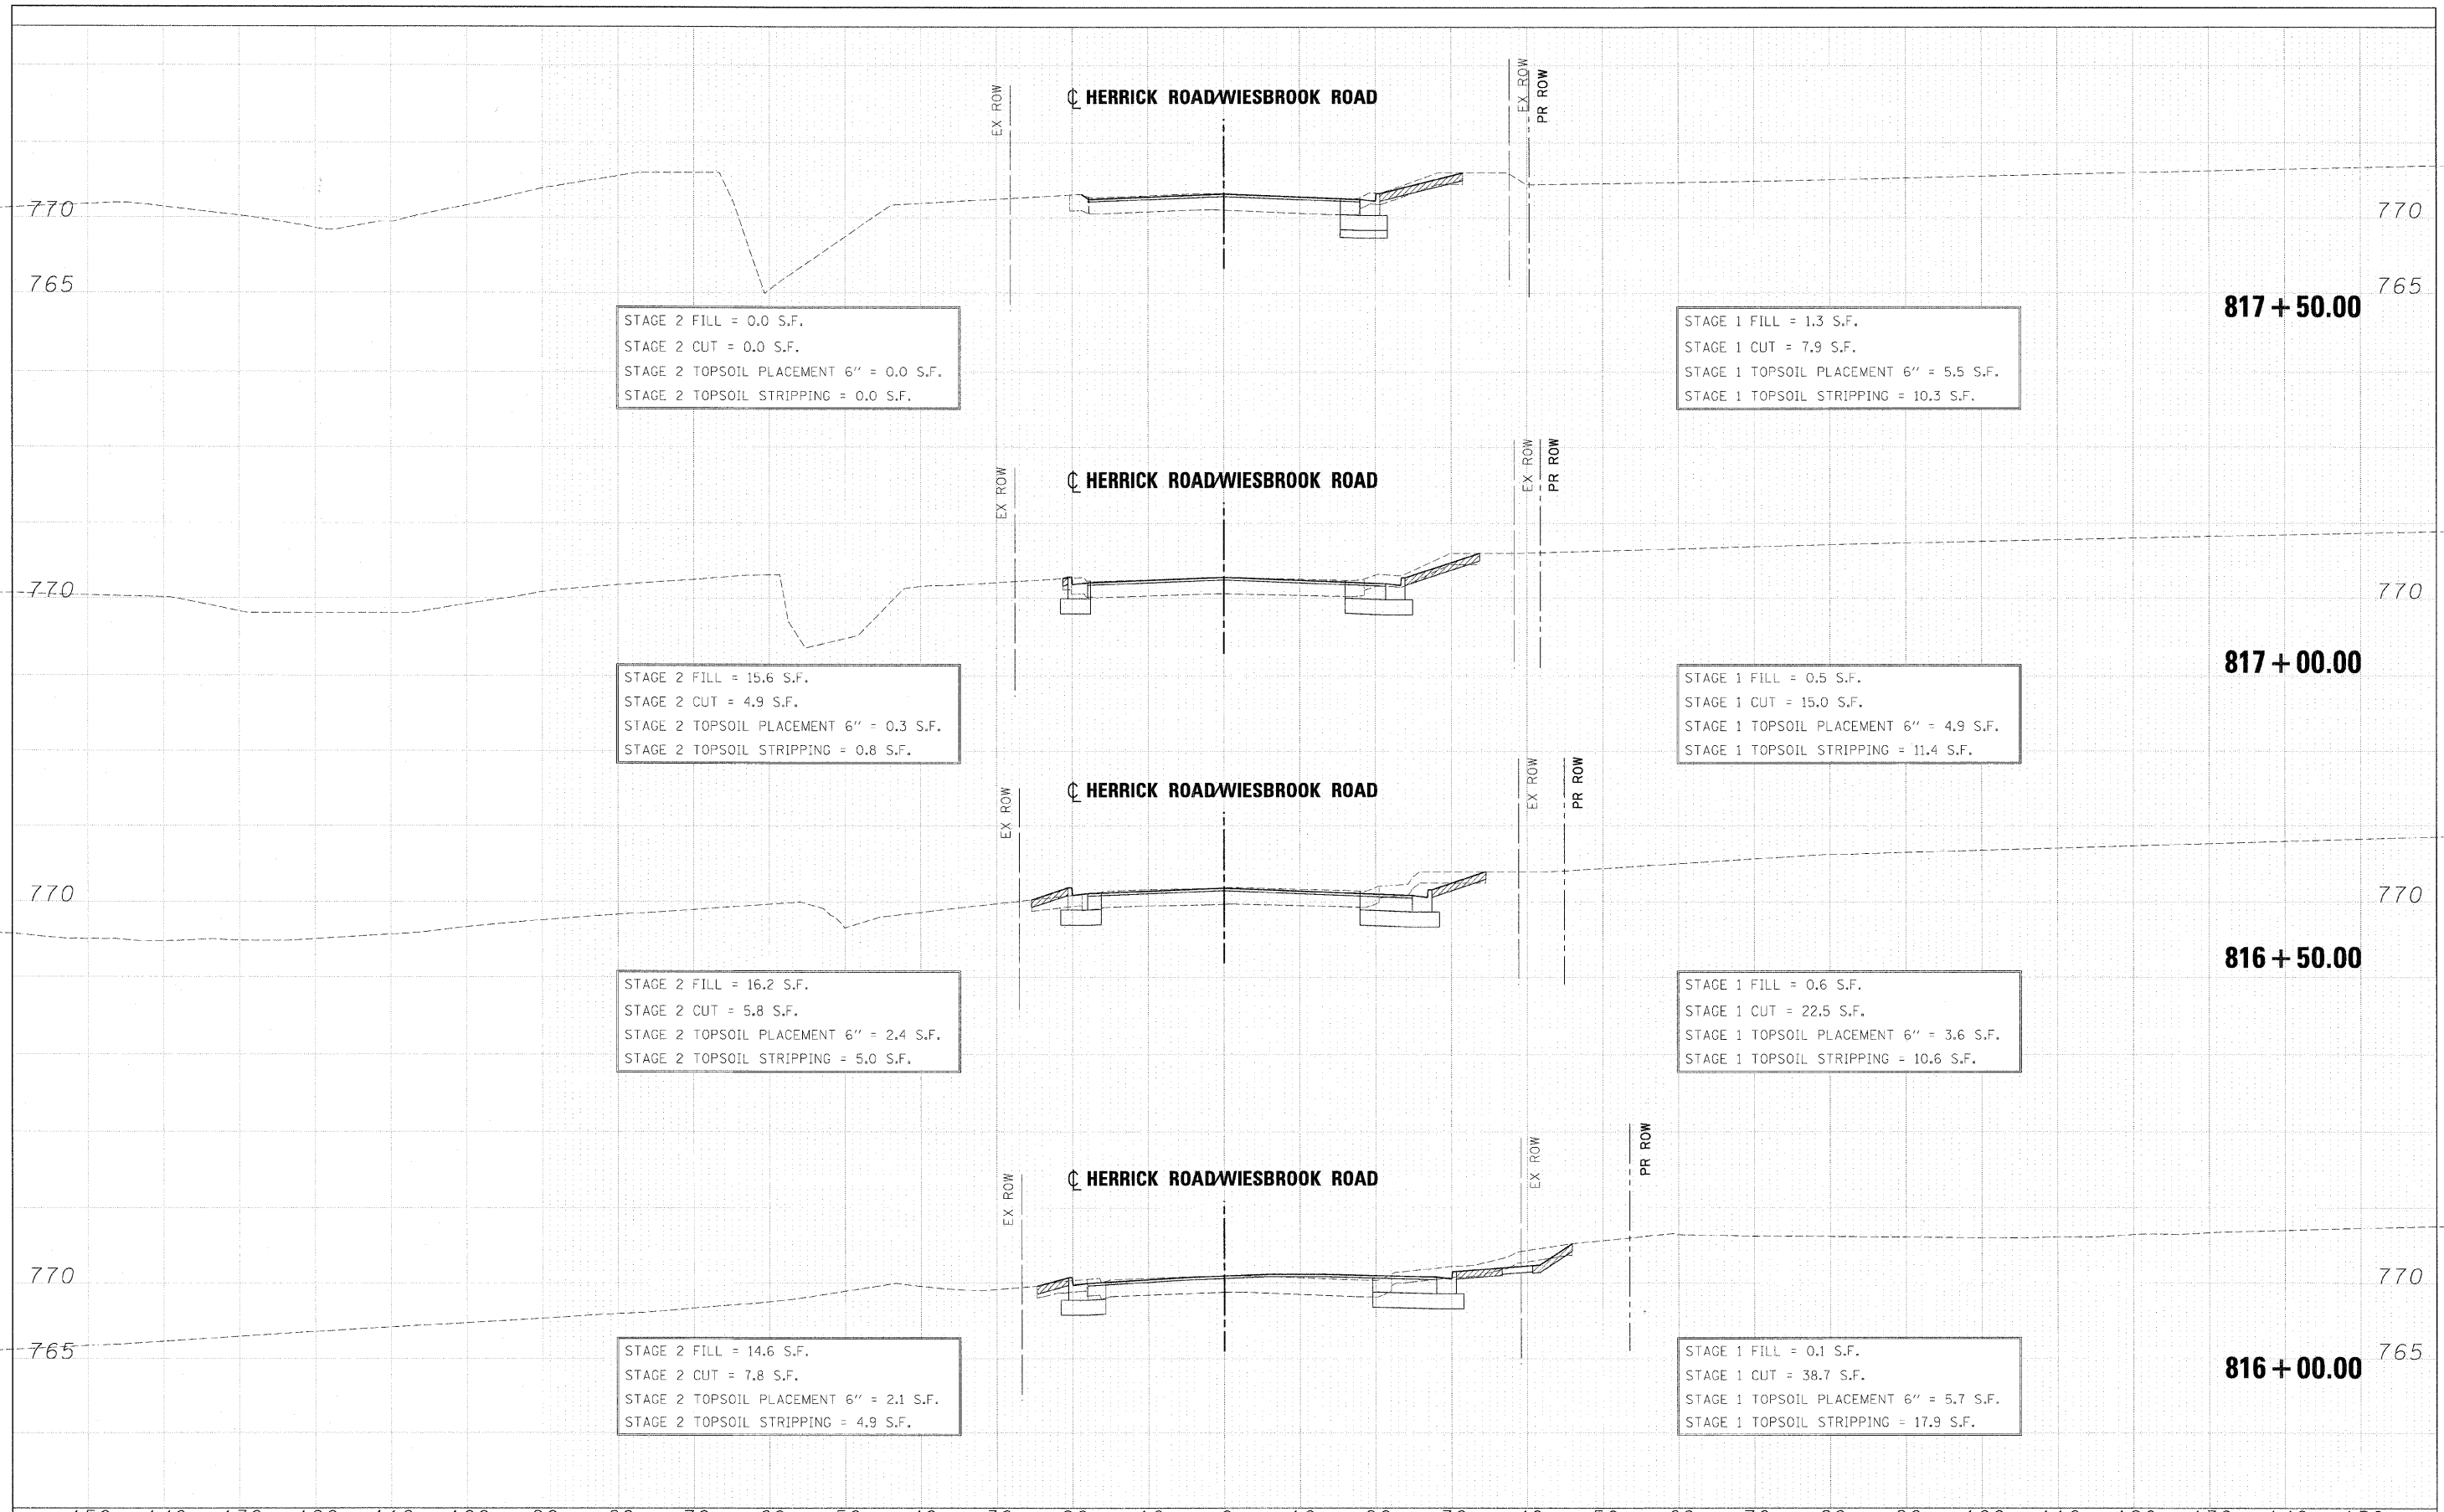 EX ROW
℄ HERRICK ROAD/WIESBROOK ROAD
EX ROW
PR ROW
770
770
765
765
817+50.00
STAGE 2 FILL = 0.0 S.F.
STAGE 2 CUT = 0.0 S.F.
STAGE 2 TOPSOIL PLACEMENT 6" = 0.0 S.F.
STAGE 2 TOPSOIL STRIPPING = 0.0 S.F.
STAGE 1 FILL = 1.3 S.F.
STAGE 1 CUT = 7.9 S.F.
STAGE 1 TOPSOIL PLACEMENT 6" = 5.5 S.F.
STAGE 1 TOPSOIL STRIPPING = 10.3 S.F.
EX ROW
℄ HERRICK ROAD/WIESBROOK ROAD
EX ROW
PR ROW
770
770
817+00.00
STAGE 2 FILL = 15.6 S.F.
STAGE 2 CUT = 4.9 S.F.
STAGE 2 TOPSOIL PLACEMENT 6" = 0.3 S.F.
STAGE 2 TOPSOIL STRIPPING = 0.8 S.F.
STAGE 1 FILL = 0.5 S.F.
STAGE 1 CUT = 15.0 S.F.
STAGE 1 TOPSOIL PLACEMENT 6" = 4.9 S.F.
STAGE 1 TOPSOIL STRIPPING = 11.4 S.F.
EX ROW
℄ HERRICK ROAD/WIESBROOK ROAD
EX ROW
PR ROW
770
770
816+50.00
STAGE 2 FILL = 16.2 S.F.
STAGE 2 CUT = 5.8 S.F.
STAGE 2 TOPSOIL PLACEMENT 6" = 2.4 S.F.
STAGE 2 TOPSOIL STRIPPING = 5.0 S.F.
STAGE 1 FILL = 0.6 S.F.
STAGE 1 CUT = 22.5 S.F.
STAGE 1 TOPSOIL PLACEMENT 6" = 3.6 S.F.
STAGE 1 TOPSOIL STRIPPING = 10.6 S.F.
EX ROW
℄ HERRICK ROAD/WIESBROOK ROAD
EX ROW
PR ROW
770
770
765
765
816+00.00
STAGE 2 FILL = 14.6 S.F.
STAGE 2 CUT = 7.8 S.F.
STAGE 2 TOPSOIL PLACEMENT 6" = 2.1 S.F.
STAGE 2 TOPSOIL STRIPPING = 4.9 S.F.
STAGE 1 FILL = 0.1 S.F.
STAGE 1 CUT = 38.7 S.F.
STAGE 1 TOPSOIL PLACEMENT 6" = 5.7 S.F.
STAGE 1 TOPSOIL STRIPPING = 17.9 S.F.